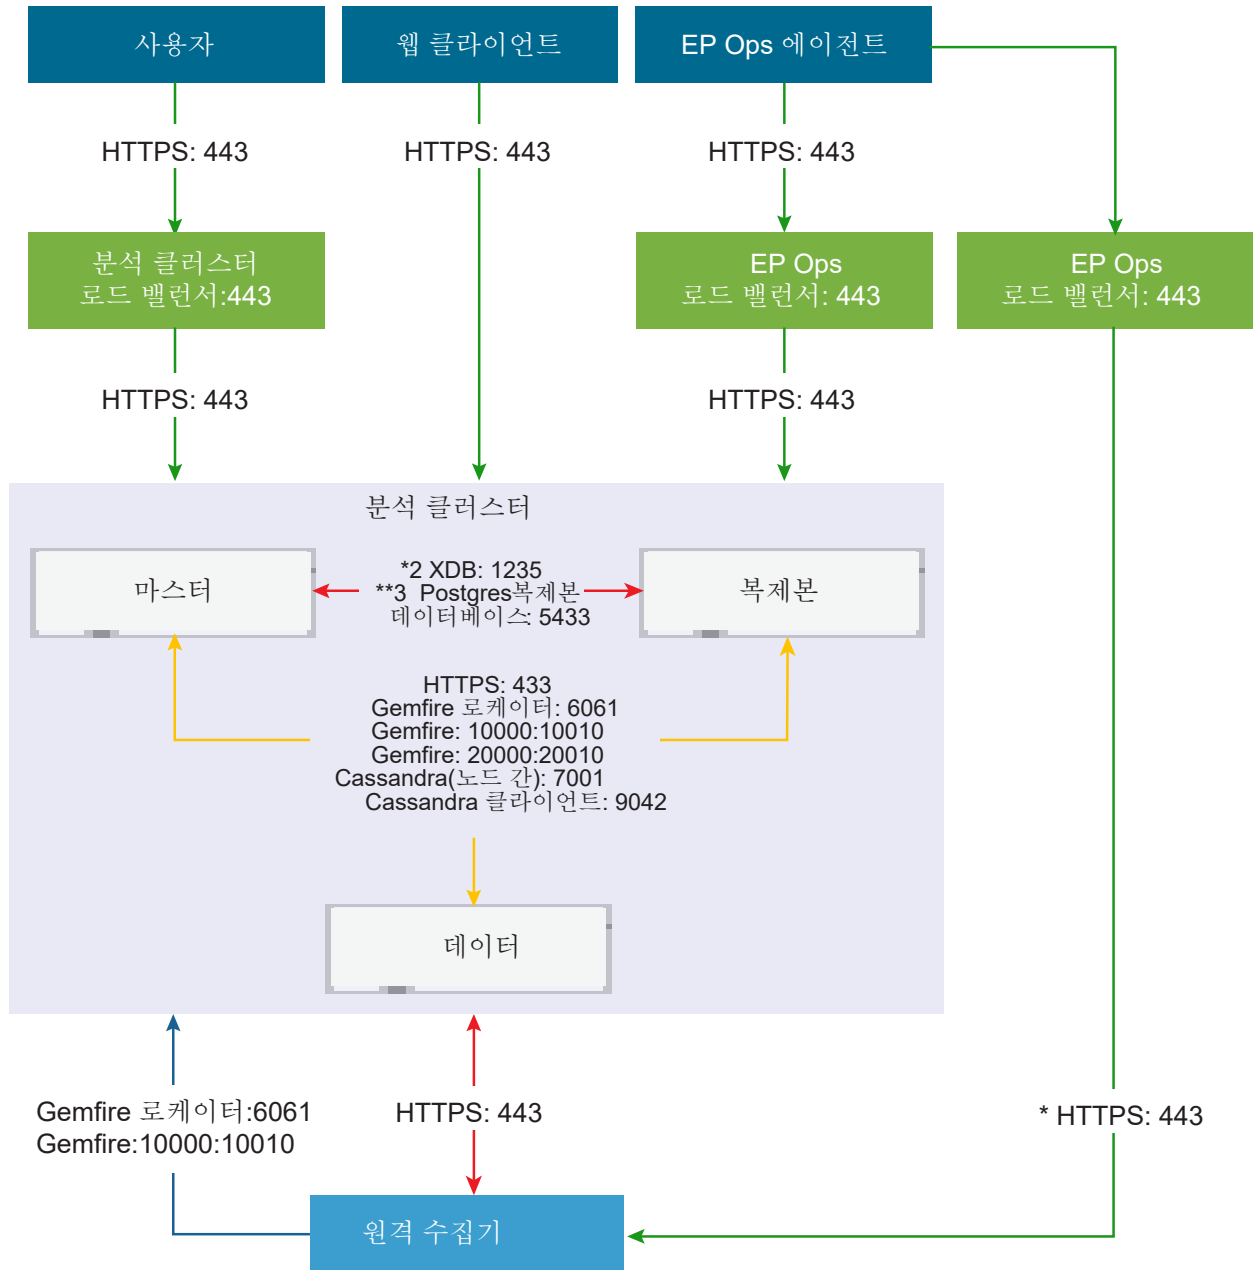 사용자
웹 클라이언트
EP Ops 에이전트
HTTPS: 443
HTTPS: 443
HTTPS: 443
분석 클러스터
로드 밸런서:443
EP Ops
로드 밸런서: 443
EP Ops
로드 밸런서: 443
HTTPS: 443
HTTPS: 443
분석 클러스터
마스터
*2 XDB: 1235
**3 Postgres복제본
데이터베이스: 5433
복제본
HTTPS: 433
Gemfire 로케이터: 6061
Gemfire: 10000:10010
Gemfire: 20000:20010
Cassandra(노드 간): 7001
Cassandra 클라이언트: 9042
데이터
Gemfire 로케이터:6061
Gemfire:10000:10010
HTTPS: 443
* HTTPS: 443
원격 수집기